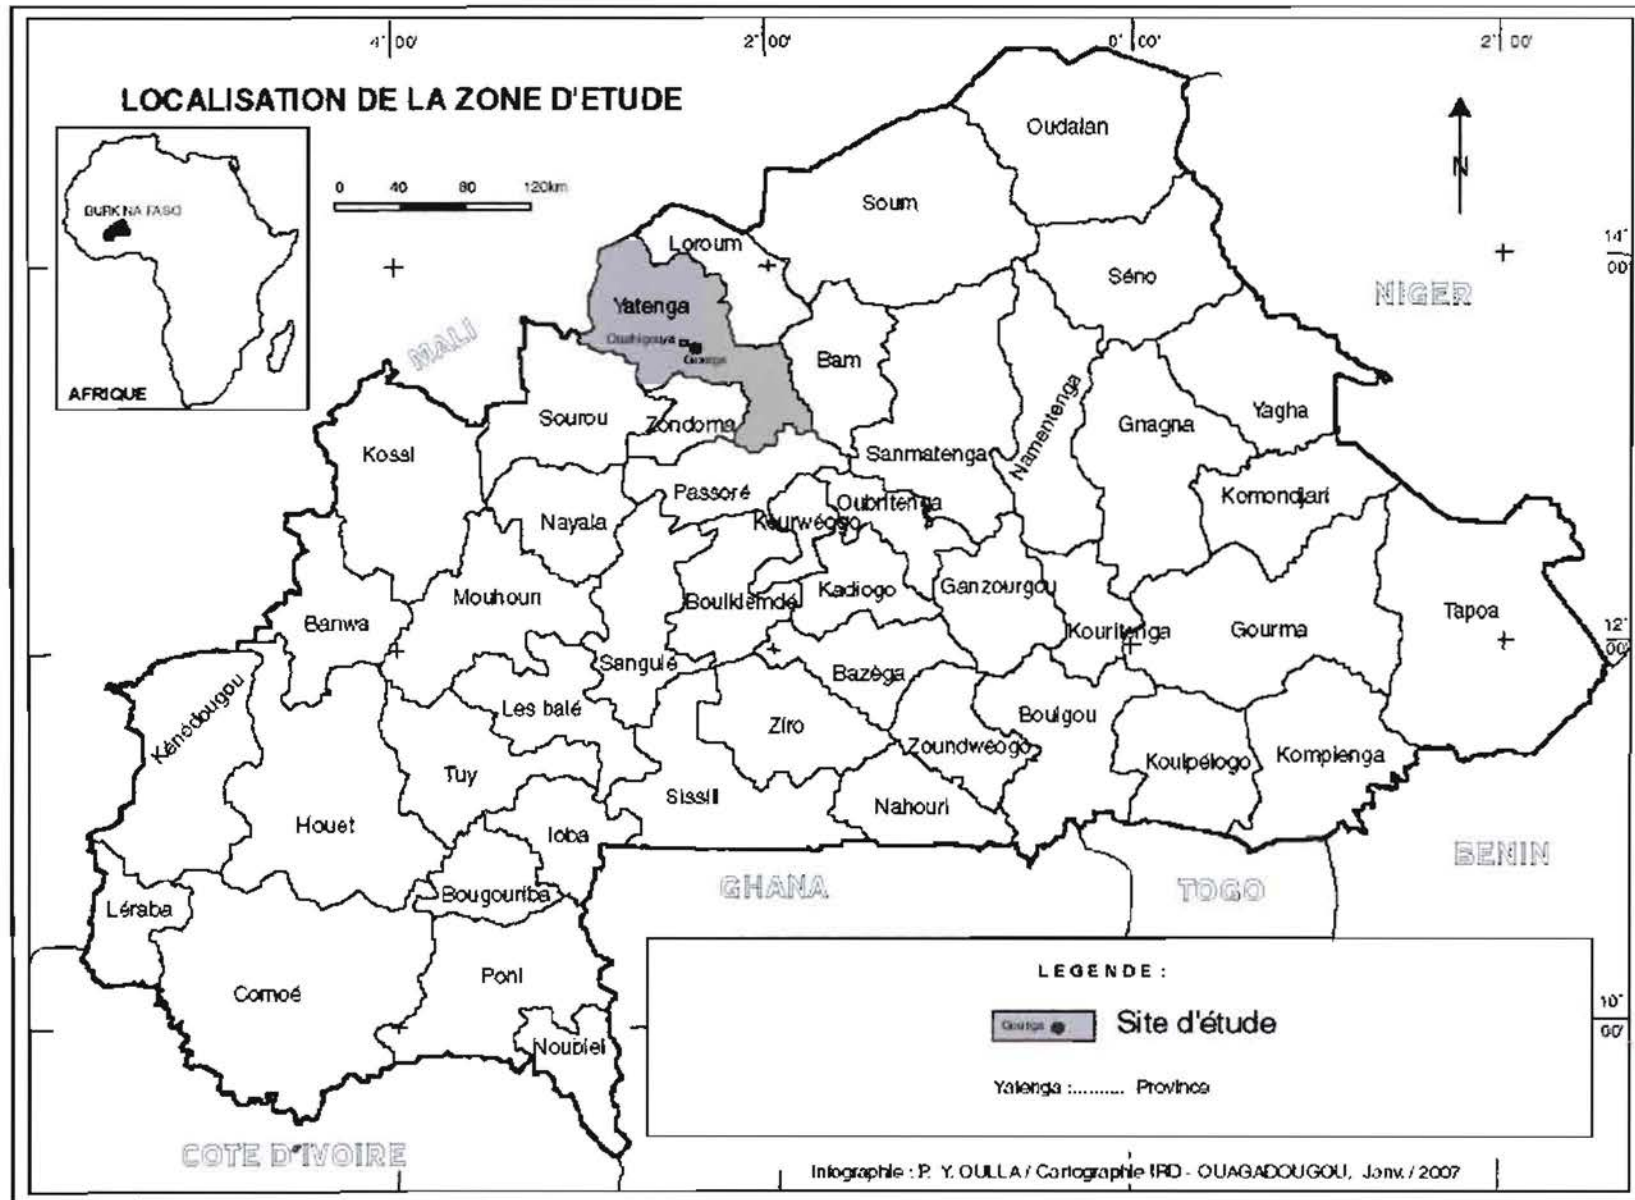 4° 00'
2° 00'
0° 00'
2° 00'
LOCALISATION DE LA ZONE D'ETUDE
BURKINA FASO
AFRIQUE
0 40 80 120km
N
14°
00'
12°
00'
10°
00'
MALI
NIGER
BENIN
TOGO
GHANA
COTE D'IVOIRE
Oudalan
Soum
Loroum
Séno
Yatenga
Ouahigouya
Gourga
Bam
Yagha
Sourou
Zondoma
Kossi
Sanmatenga
Namentenga
Gnagna
Komondjari
Passoré
Oubritenga
Kourwéogo
Nayala
Mouhouri
Boulkiemdé
Kadiogo
Ganzourgou
Kouritenga
Gourma
Tapoa
Banwa
Sanguié
Bazèga
Kénédougou
Les balé
Ziro
Boulgou
Zoundwéogo
Koulpélogo
Kompienga
Tuy
Sissili
Nahouri
Houet
Ioba
Bougouriba
Léraba
Comoé
Poni
Noubiel
LEGENDE :
Gourga
Site d'étude
Yatenga :.......... Province
Infographie : P. Y. OULLA / Cartographie IRD - OUAGADOUGOU, Janv. / 2007